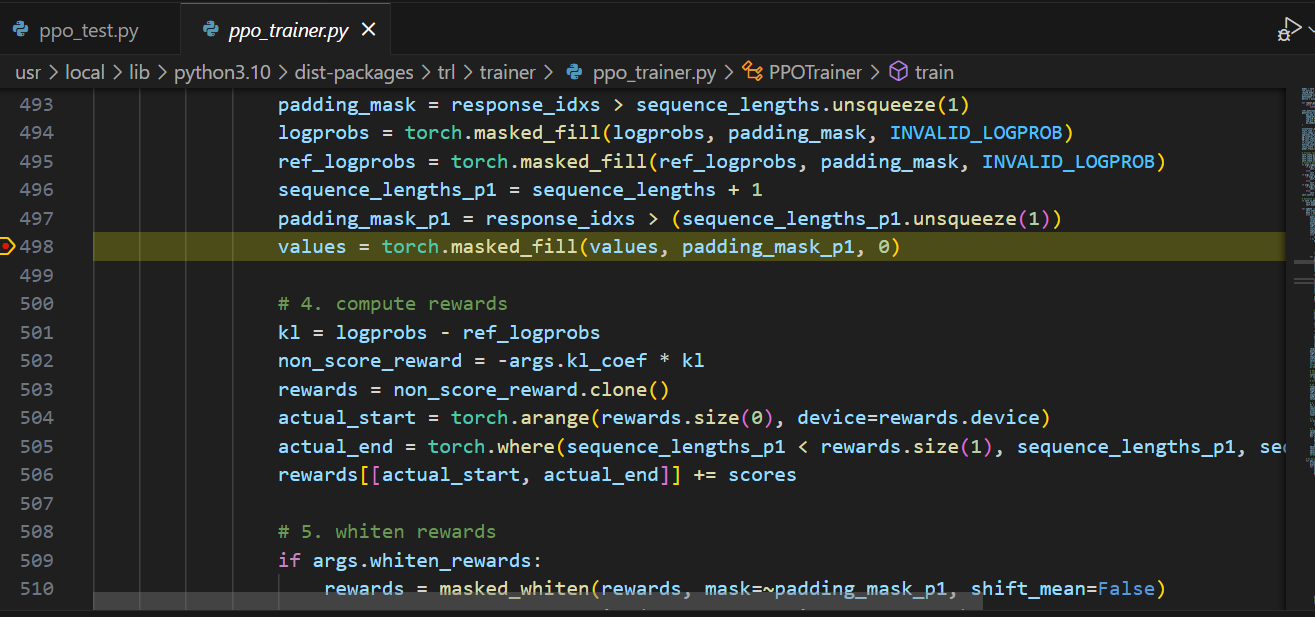 ppo_test.py
ppo_trainer.py
usr > local > lib > python3.10 > dist-packages > trl > trainer > ppo_trainer.py > PPOTrainer > train
493 padding_mask = response_idxs > sequence_lengths.unsqueeze(1)
494 logprobs = torch.masked_fill(logprobs, padding_mask, INVALID_LOGPROB)
495 ref_logprobs = torch.masked_fill(ref_logprobs, padding_mask, INVALID_LOGPROB)
496 sequence_lengths_p1 = sequence_lengths + 1
497 padding_mask_p1 = response_idxs > (sequence_lengths_p1.unsqueeze(1))
498 values = torch.masked_fill(values, padding_mask_p1, 0)
499
500 # 4. compute rewards
501 kl = logprobs - ref_logprobs
502 non_score_reward = -args.kl_coef * kl
503 rewards = non_score_reward.clone()
504 actual_start = torch.arange(rewards.size(0), device=rewards.device)
505 actual_end = torch.where(sequence_lengths_p1 < rewards.size(1), sequence_lengths_p1,
506 rewards[[actual_start, actual_end]] += scores
507
508 # 5. whiten rewards
509 if args.whiten_rewards:
510 rewards = masked_whiten(rewards, mask=~padding_mask_p1, shift_mean=False)